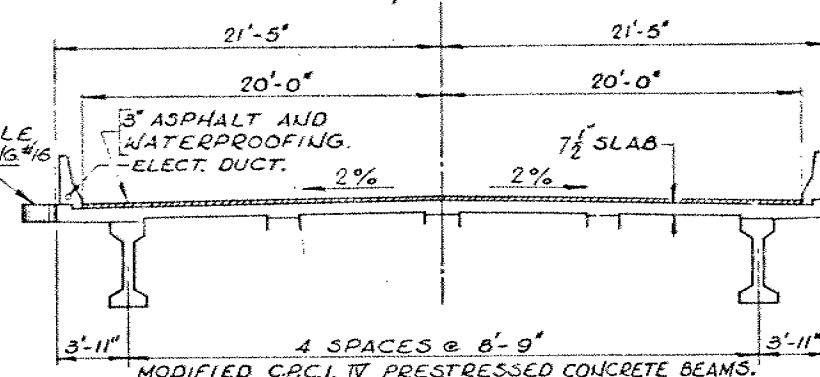 21'-5" 21'-5"
20'-0" 20'-0"
3" ASPHALT AND
WATERPROOFING.
ELECT. DUCT.
LE
G.#16
7½" SLAB
2% 2%
3'-11" 4 SPACES @ 8'-9" 3'-11"
MODIFIED C.P.C.I. IV PRESTRESSED CONCRETE BEAMS.